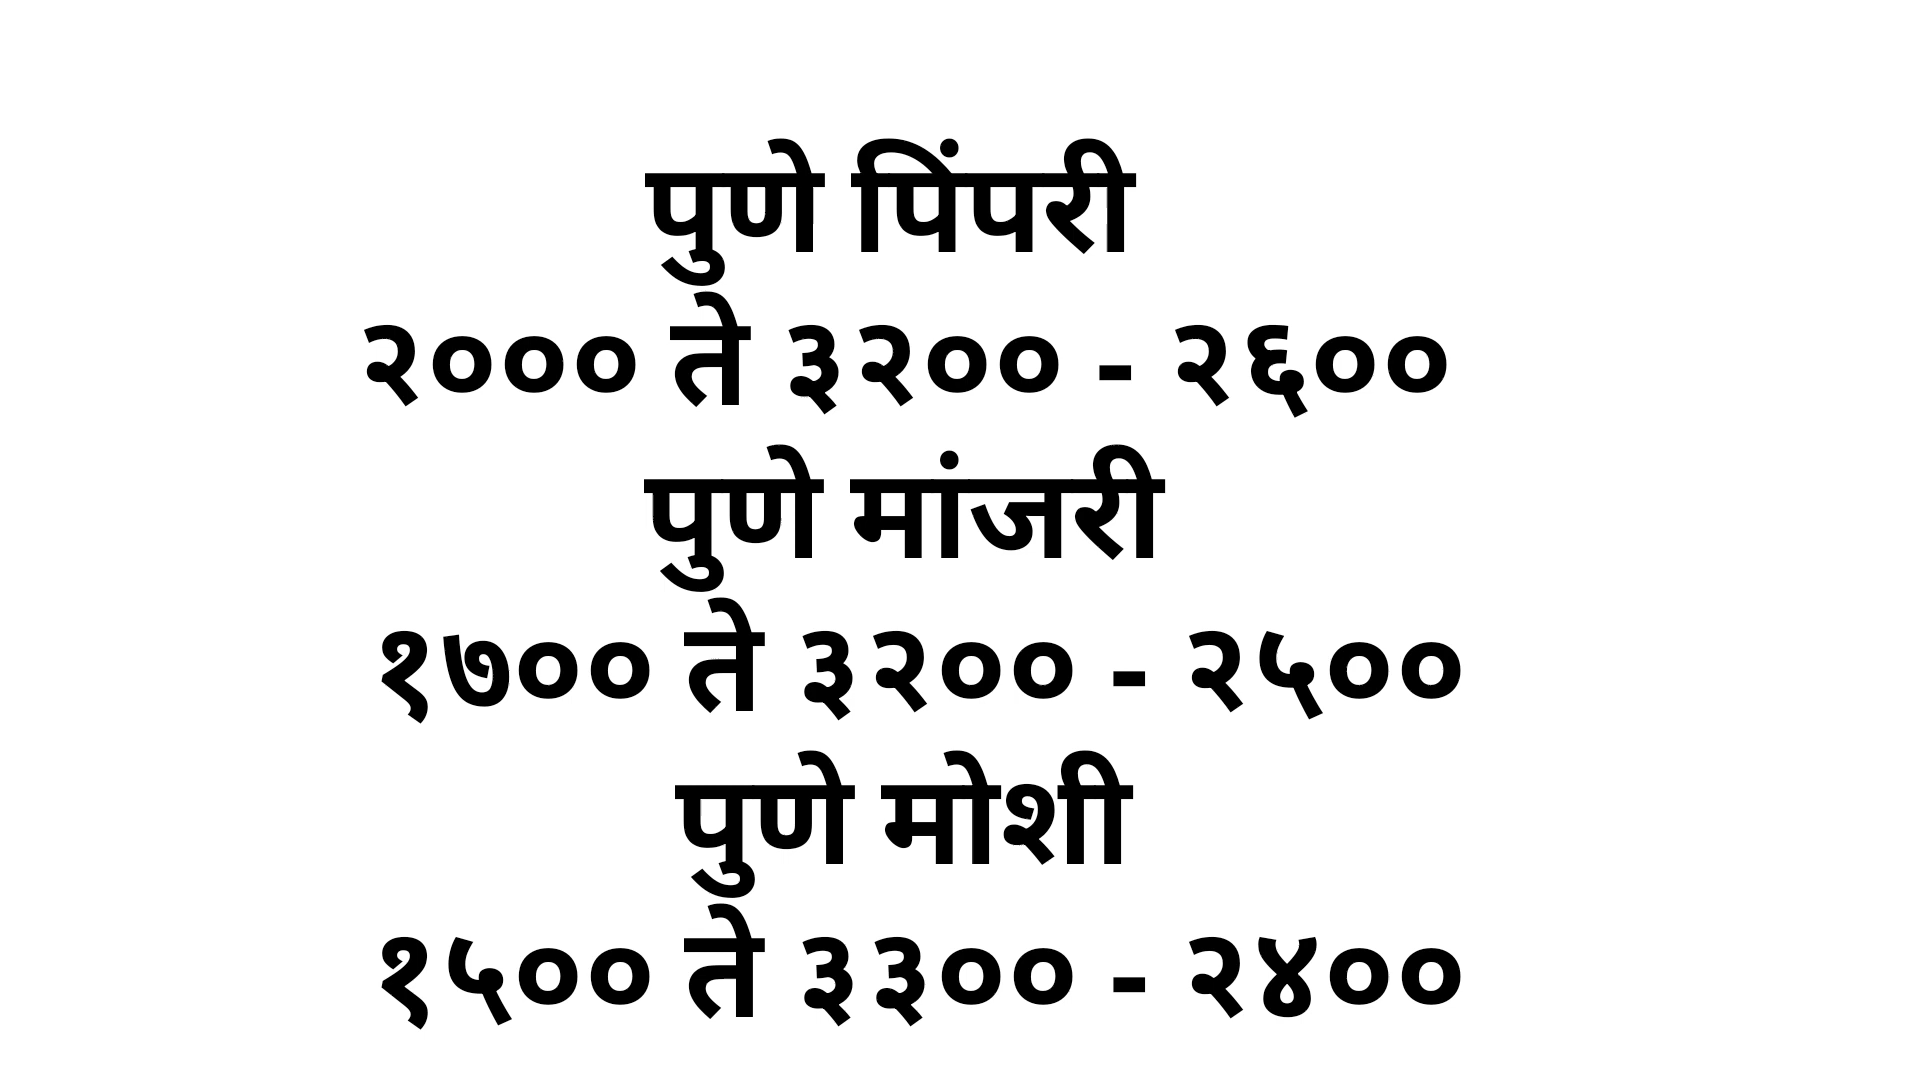 पुणे पिंपरी
२००० ते ३२०० - २६००
पुणे मांजरी
१७०० ते ३२०० - २५००
पुणे मोशी
१५०० ते ३३०० - २४००